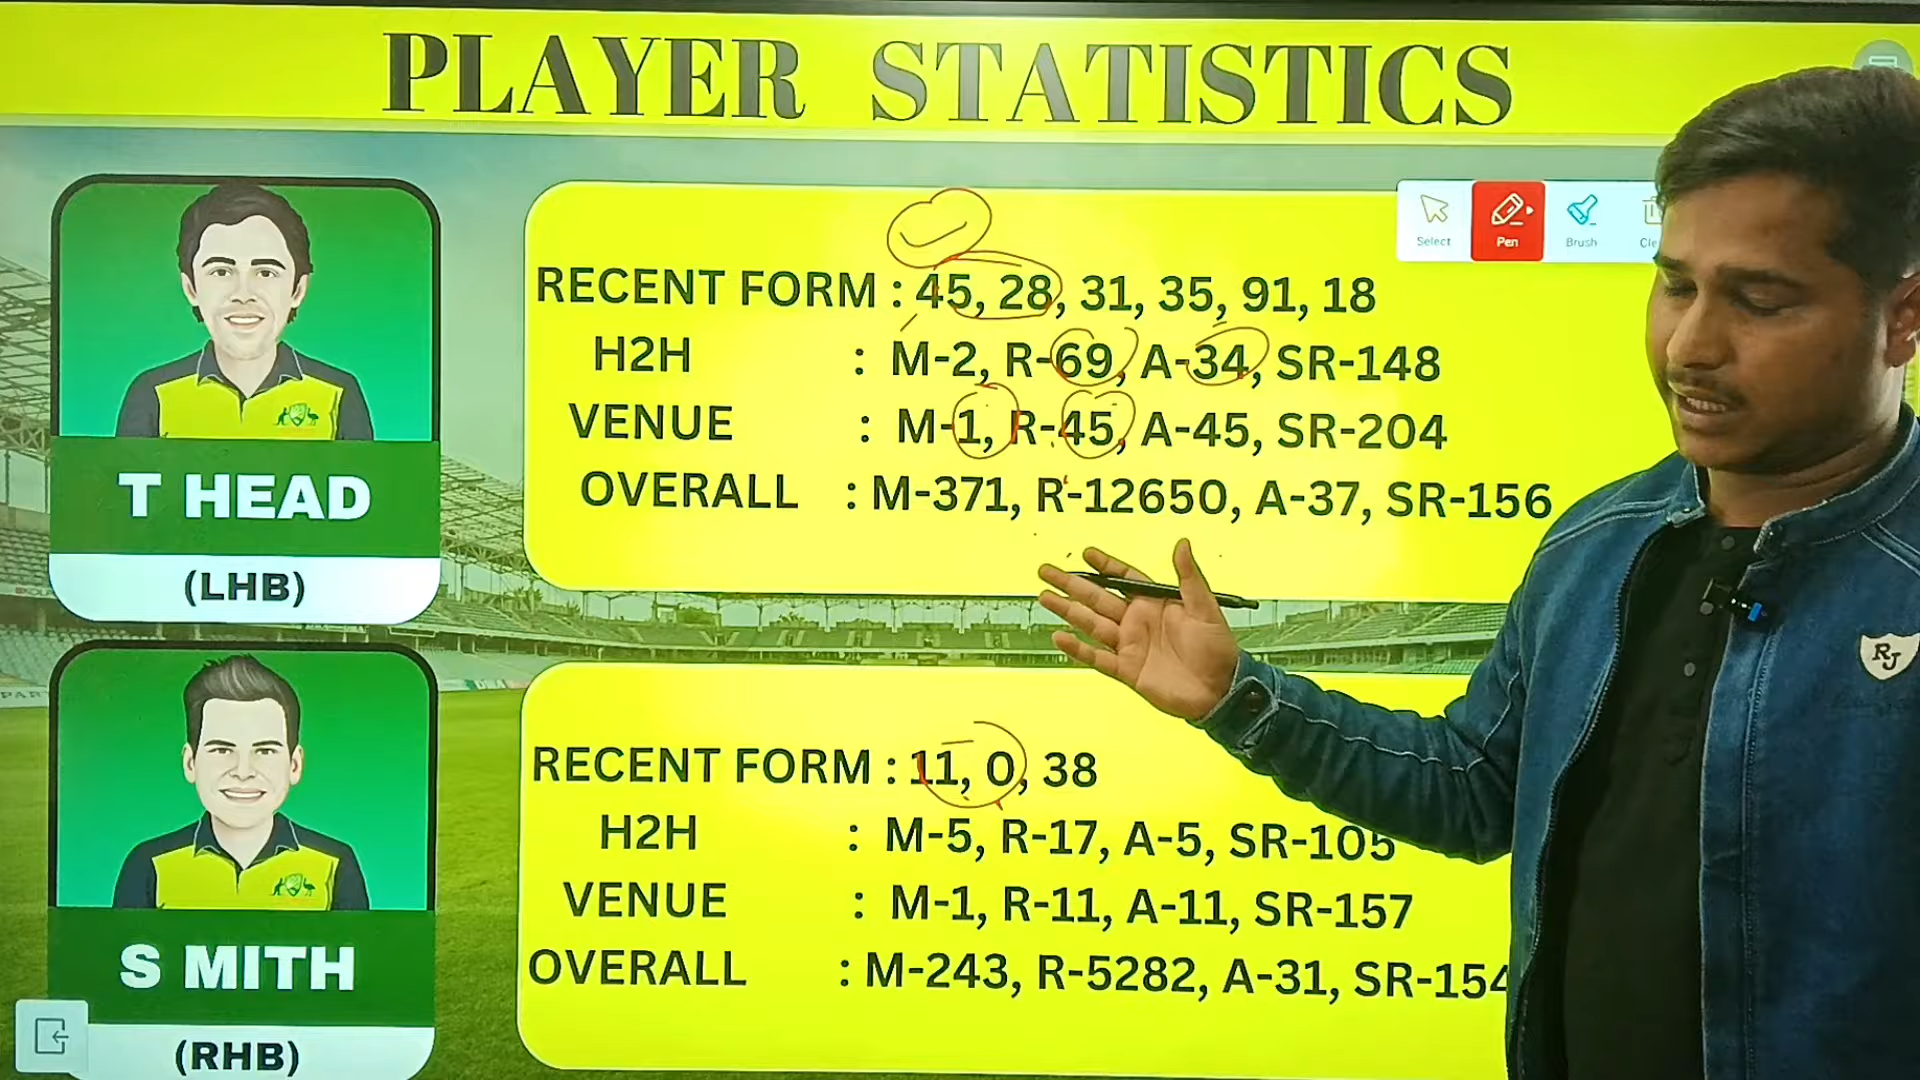 PLAYER STATISTICS
Select Pen Brush
RECENT FORM : 45, 28, 31, 35, 91, 18
H2H : M-2, R-69, A-34, SR-148
VENUE : M-1, R-45, A-45, SR-204
OVERALL : M-371, R-12650, A-37, SR-156
T HEAD
(LHB)
RJ
RECENT FORM : 11, 0, 38
H2H : M-5, R-17, A-5, SR-105
VENUE : M-1, R-11, A-11, SR-157
OVERALL : M-243, R-5282, A-31, SR-154
S MITH
(RHB)